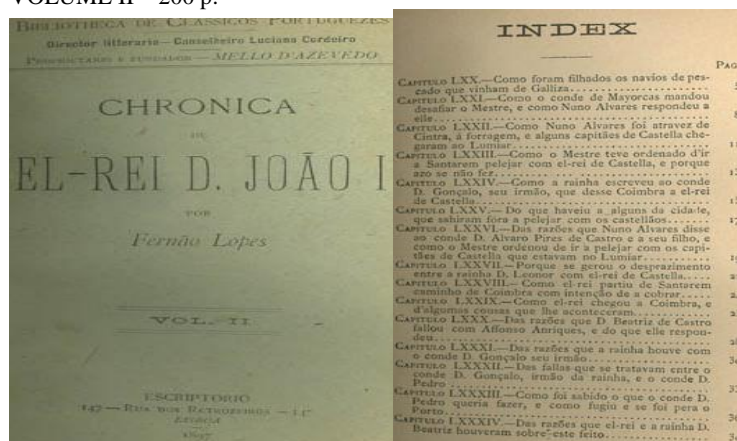 VOLUME II – 200 p.
BIBLIOTHECA DE CLASSICOS PORTUGUEZES
Director litterario — Conselheiro Luciano Cordeiro
PROPRIETARIO E FUNDADOR — MELLO D'AZEVEDO
CHRONICA
DE
EL-REI D. JOÃO I
POR
Fernão Lopes
VOL. II
ESCRIPTORIO
147 — RUA DOS RETROZEIROS — 147
LISBOA
1897
INDEX
PAG
CAPITULO LXX.—Como foram filhados os navios de pes-
cado que vinham de Galliza
CAPITULO LXXI.—Como o conde de Mayorcas mandou
desafiar o Mestre, e como Nuno Alvares respondeu a
elle
CAPITULO LXXII.—Como Nuno Alvares foi atravez de
Cintra, á forragem, e alguns capitães de Castella che-
garam ao Lumiar
CAPITULO LXXIII.—Como o Mestre teve ordenado d'ir
a Santarem pelejar com el-rei de Castella, e porque
azo se não fez
CAPITULO LXXIV.—Como a rainha escreveu ao conde
D. Gonçalo, seu irmão, que desse Coimbra a el-rei
de Castella
CAPITULO LXXV.— Do que haveiu a alguns da cidade,
que sahiram fóra a pelejar com os castellãos
CAPITULO LXXVI.—Das razões que Nuno Alvares disse
ao conde D. Alvaro Pires de Castro e a seu filho, e
como o Mestre ordenou de ir a pelejar com os capi-
tães de Castella que estavam no Lumiar
CAPITULO LXXVII.—Porque se gerou o desprazimento
entre a rainha D. Leonor com el-rei de Castella
CAPITULO LXXVIII.—Como el-rei partiu de Santarem
caminho de Coimbra com intenção de a cobrar
CAPITULO LXXIX.—Como el-rei chegou a Coimbra, e
d'algumas cousas que lhe aconteceram
CAPITULO LXXX.—Das razões que D. Beatriz de Castro
fallou com Affonso Anriques, e do que elle respon-
deu
CAPITULO LXXXI.—Das razões que a rainha houve com
o conde D. Gonçalo seu irmão
CAPITULO LXXXII.—Das fallas que se tratavam entre o
conde D. Gonçalo, irmão da rainha, e o conde D.
Pedro
CAPITULO LXXXIII.—Como foi sabido o que o conde D.
Pedro queria fazer, e como fugiu e se foi pera o
Porto
CAPITULO LXXXIV.—Das razões que el-rei e a rainha D.
Beatriz houveram sobre este feito